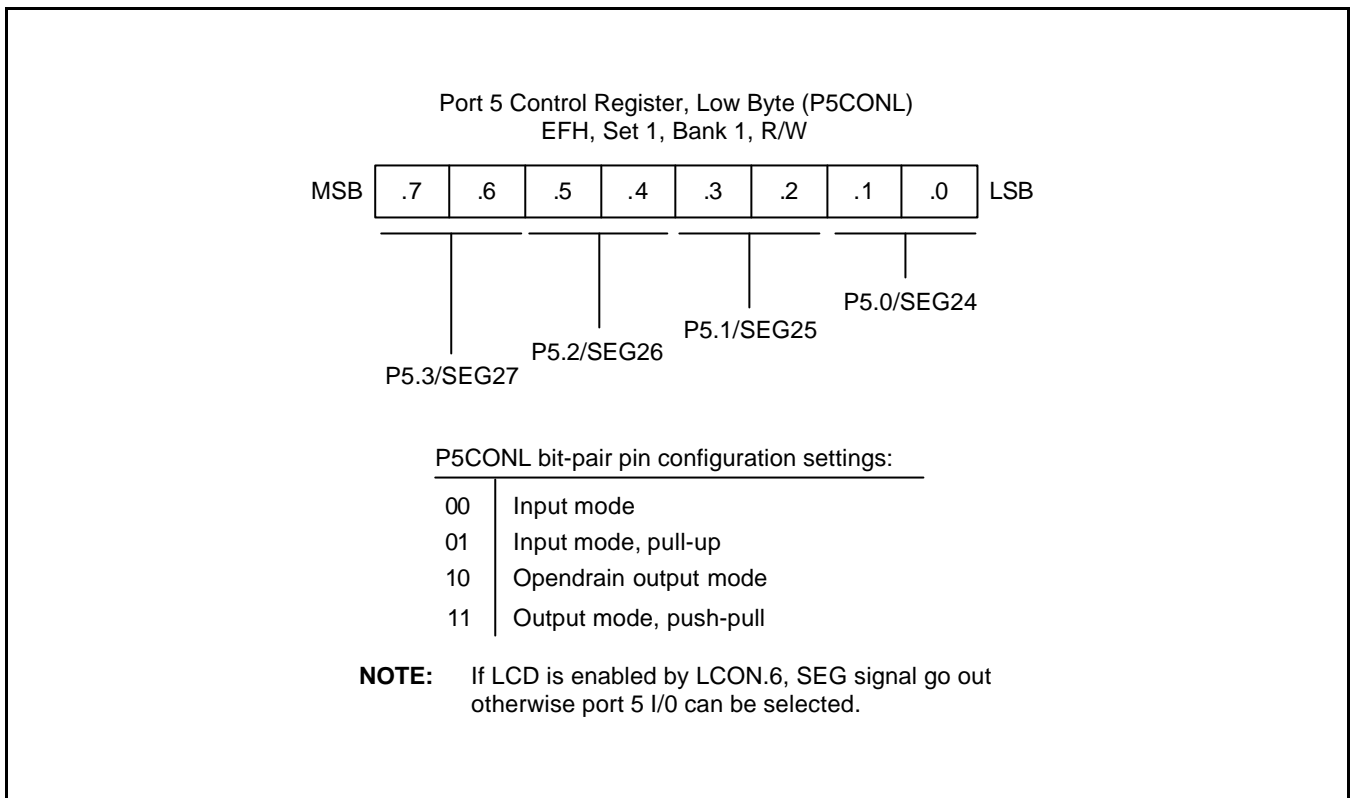 Port 5 Control Register, Low Byte (P5CONL)
EFH, Set 1, Bank 1, R/W
MSB .7 .6 .5 .4 .3 .2 .1 .0 LSB
P5.0/SEG24
P5.1/SEG25
P5.2/SEG26
P5.3/SEG27
P5CONL bit-pair pin configuration settings:
00 Input mode
01 Input mode, pull-up
10 Opendrain output mode
11 Output mode, push-pull
NOTE: If LCD is enabled by LCON.6, SEG signal go out
otherwise port 5 I/0 can be selected.